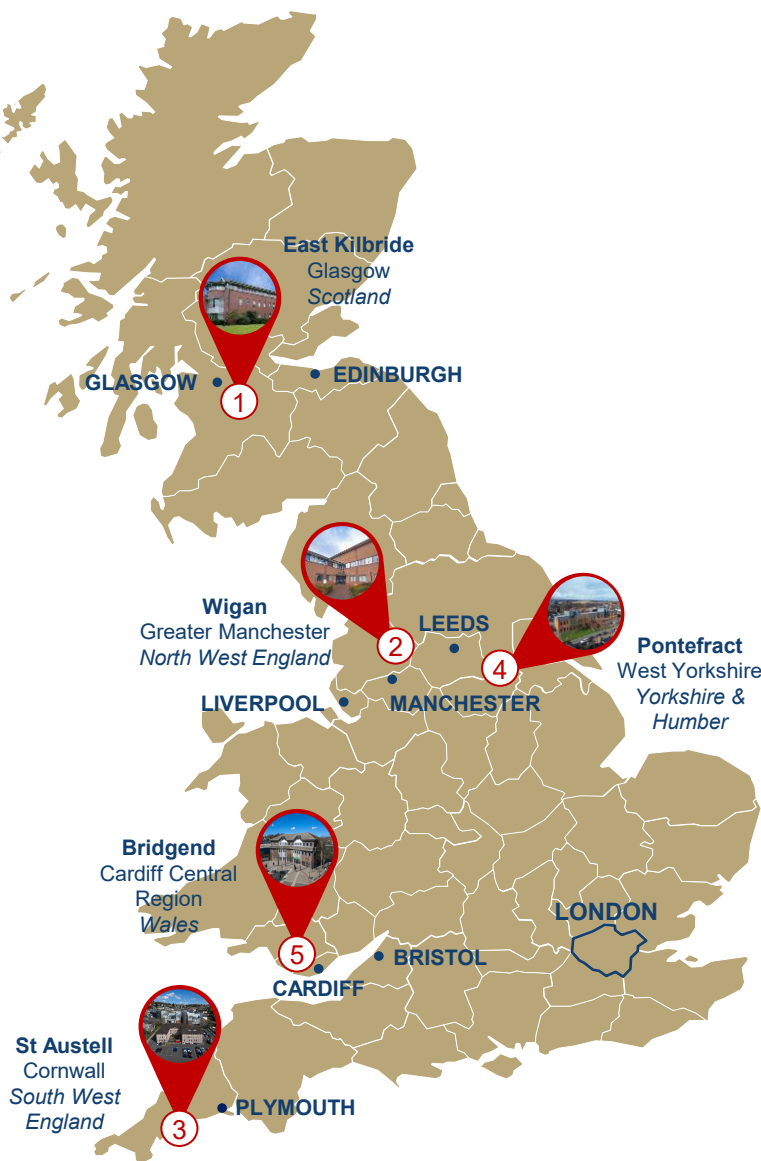 East Kilbride
Glasgow
Scotland
GLASGOW
EDINBURGH
1
Wigan
Greater Manchester
North West England
2
LEEDS
4
Pontefract
West Yorkshire
Yorkshire &
Humber
LIVERPOOL
MANCHESTER
Bridgend
Cardiff Central
Region
Wales
5
LONDON
BRISTOL
CARDIFF
St Austell
Cornwall
South West
England
3
PLYMOUTH